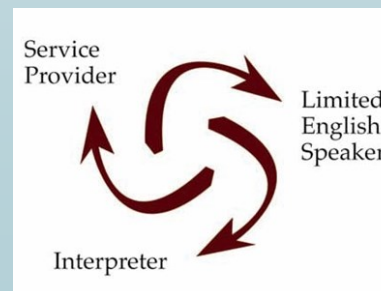 Service
Provider
Limited
English
Speaker
Interpreter